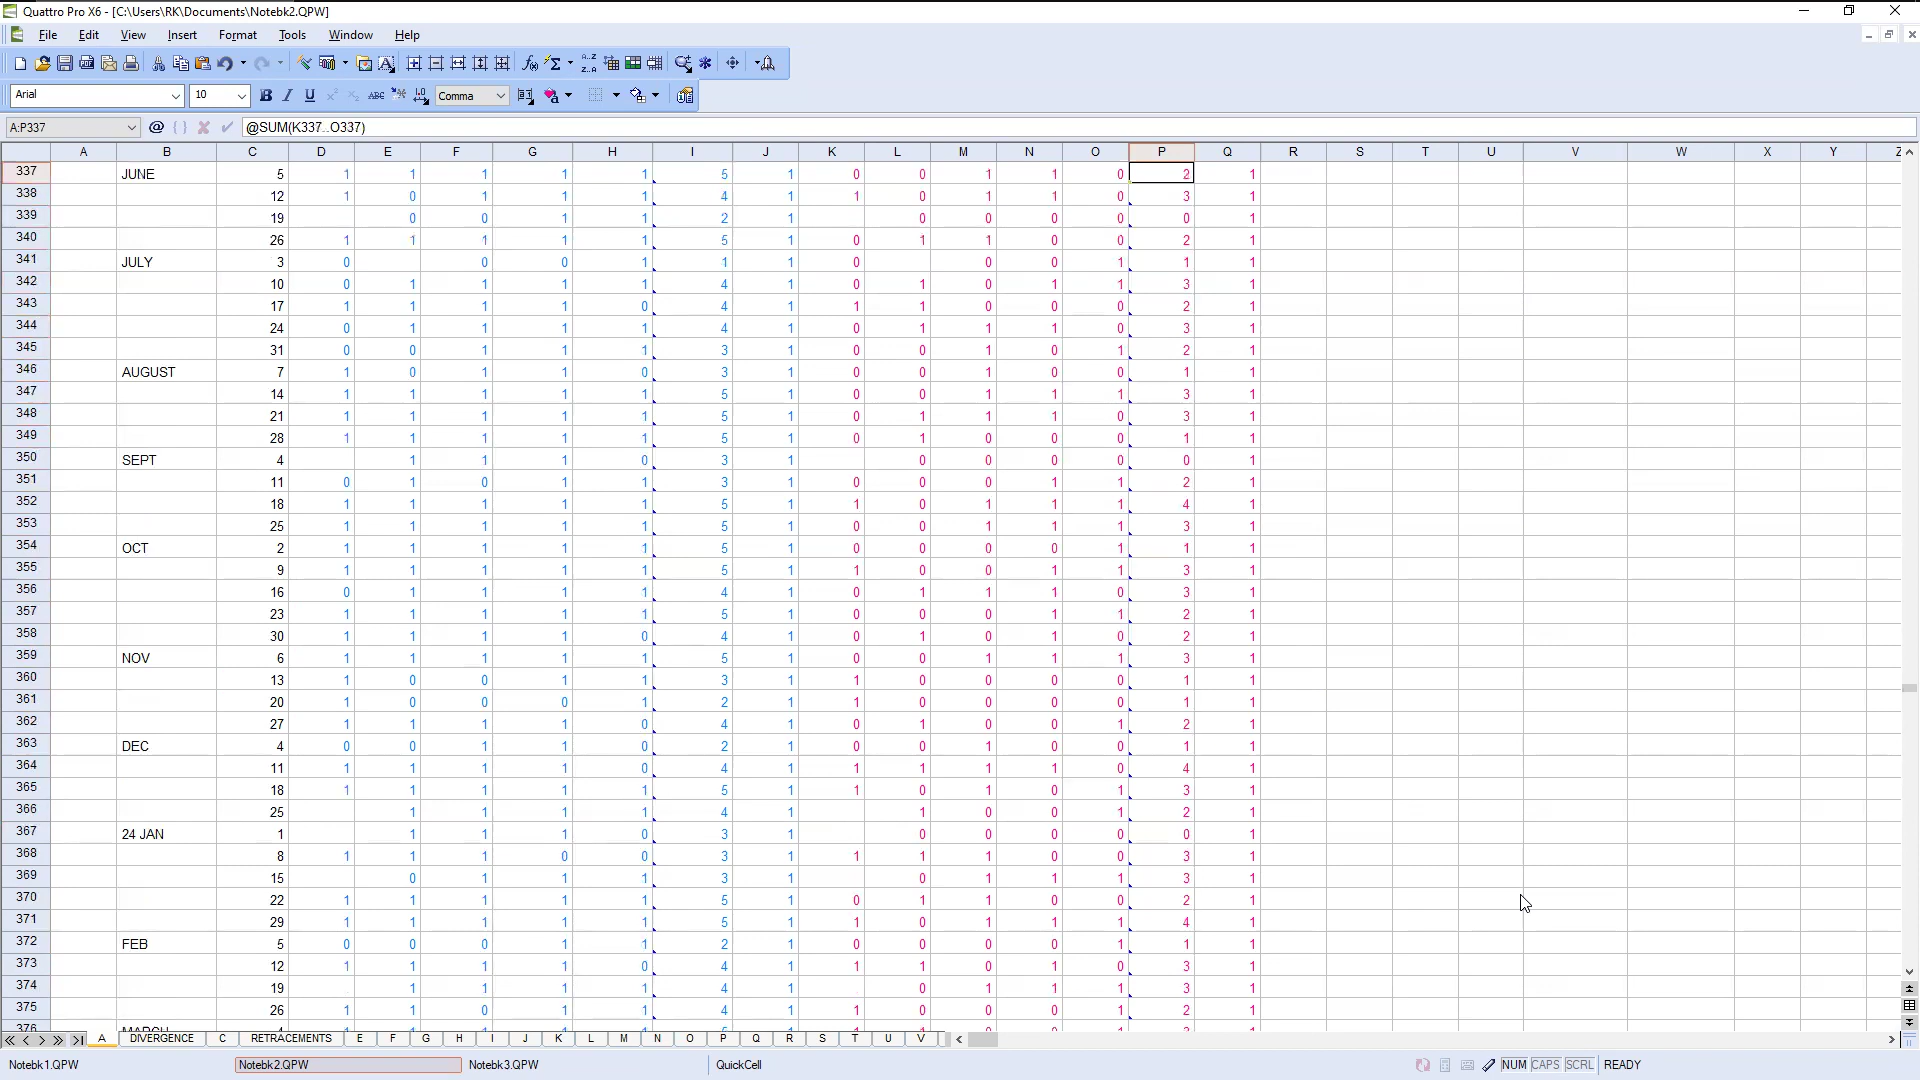 Quattro Pro X6 - [C:\Users\RK\Documents\Notebk2.QPW]
File Edit View Insert Format Tools Window Help
Arial 10 Comma
A:P337 @SUM(K337..O337)
A B C D E F G H I J K L M N O P Q R S T U V W X Y Z
337 JUNE 5 1 1 1 1 1 5 1 0 0 1 1 0 2 1
338 12 1 0 1 1 1 4 1 1 0 1 1 0 3 1
339 19 0 0 1 1 2 1 0 0 0 0 0 1
340 26 1 1 1 1 1 5 1 0 1 1 0 0 2 1
341 JULY 3 0 0 0 1 1 1 0 0 0 1 1 1
342 10 0 1 1 1 1 4 1 0 1 0 1 1 3 1
343 17 1 1 1 1 0 4 1 1 1 0 0 0 2 1
344 24 0 1 1 1 1 4 1 0 1 1 1 0 3 1
345 31 0 0 1 1 1 3 1 0 0 1 0 1 2 1
346 AUGUST 7 1 0 1 1 0 3 1 0 0 1 0 0 1 1
347 14 1 1 1 1 1 5 1 0 0 1 1 1 3 1
348 21 1 1 1 1 1 5 1 0 1 1 1 0 3 1
349 28 1 1 1 1 1 5 1 0 1 0 0 0 1 1
350 SEPT 4 1 1 1 0 3 1 0 0 0 0 0 1
351 11 0 1 0 1 1 3 1 0 0 0 1 1 2 1
352 18 1 1 1 1 1 5 1 1 0 1 1 1 4 1
353 25 1 1 1 1 1 5 1 0 0 1 1 1 3 1
354 OCT 2 1 1 1 1 1 5 1 0 0 0 0 1 1 1
355 9 1 1 1 1 1 5 1 1 0 0 1 1 3 1
356 16 0 1 1 1 1 4 1 0 1 1 1 0 3 1
357 23 1 1 1 1 1 5 1 0 0 0 1 1 2 1
358 30 1 1 1 1 0 4 1 0 1 0 1 0 2 1
359 NOV 6 1 1 1 1 1 5 1 0 0 1 1 1 3 1
360 13 1 0 0 1 1 3 1 1 0 0 0 0 1 1
361 20 1 0 0 0 1 2 1 1 0 0 0 0 1 1
362 27 1 1 1 1 0 4 1 0 1 0 0 1 2 1
363 DEC 4 0 0 1 1 0 2 1 0 0 1 0 0 1 1
364 11 1 1 1 1 0 4 1 1 1 1 1 0 4 1
365 18 1 1 1 1 1 5 1 1 0 1 0 1 3 1
366 25 1 1 1 1 4 1 1 0 0 1 2 1
367 24 JAN 1 1 1 1 0 3 1 0 0 0 0 0 1
368 8 1 1 1 0 0 3 1 1 1 1 0 0 3 1
369 15 0 1 1 1 3 1 0 1 1 1 3 1
370 22 1 1 1 1 1 5 1 0 1 1 0 0 2 1
371 29 1 1 1 1 1 5 1 1 0 1 1 1 4 1
372 FEB 5 0 0 0 1 1 2 1 0 0 0 0 1 1 1
373 12 1 1 1 1 0 4 1 1 1 0 1 0 3 1
374 19 1 1 1 1 4 1 0 1 1 1 3 1
375 26 1 1 0 1 1 4 1 1 0 0 0 1 2 1
376 MARCH
A DIVERGENCE C RETRACEMENTS E F G H I J K L M N O P Q R S T U V
Notebk1.QPW Notebk2.QPW Notebk3.QPW QuickCell NUM CAPS SCRL READY